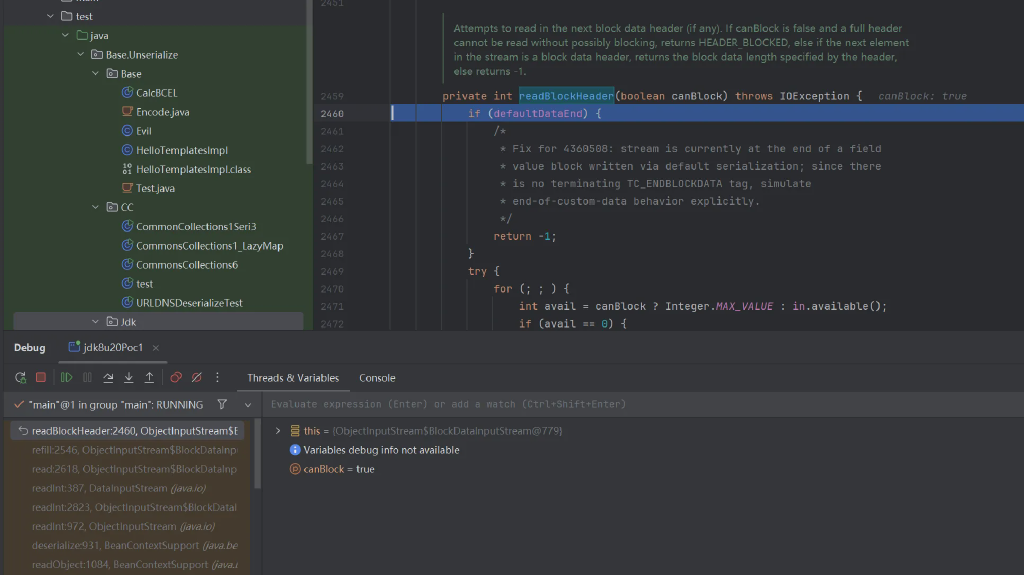 test
java
Base.Unserialize
Base
CalcBCEL
Encode.java
Evil
HelloTemplatesImpl
HelloTemplatesImpl.class
Test.java
CC
CommonCollections1Seri3
CommonsCollections1_LazyMap
CommonsCollections6
test
URLDNSDeserializeTest
Jdk
2451
Attempts to read in the next block data header (if any). If canBlock is false and a full header
cannot be read without possibly blocking, returns HEADER_BLOCKED, else if the next element
in the stream is a block data header, returns the block data length specified by the header,
else returns -1.
2459 private int readBlockHeader(boolean canBlock) throws IOException { canBlock: true
2460 if (defaultDataEnd) {
2461 /*
2462 * Fix for 4360508: stream is currently at the end of a field
2463 * value block written via default serialization; since there
2464 * is no terminating TC_ENDBLOCKDATA tag, simulate
2465 * end-of-custom-data behavior explicitly.
2466 */
2467 return -1;
2468 }
2469 try {
2470 for (; ; ) {
2471 int avail = canBlock ? Integer.MAX_VALUE : in.available();
2472 if (avail == 0) {
Debug jdk8u20Poc1
Threads & Variables Console
"main"@1 in group "main": RUNNING
Evaluate expression (Enter) or add a watch (Ctrl+Shift+Enter)
readBlockHeader:2460, ObjectInputStream$E
refill:2546, ObjectInputStream$BlockDataInp
read:2618, ObjectInputStream$BlockDataInp
readInt:387, DataInputStream (java.io)
readInt:2823, ObjectInputStream$BlockDatal
readInt:972, ObjectInputStream (java.io)
deserialize:931, BeanContextSupport (java.be
readObject:1084, BeanContextSupport (java.l
this = {ObjectInputStream$BlockDataInputStream@779}
Variables debug info not available
canBlock = true